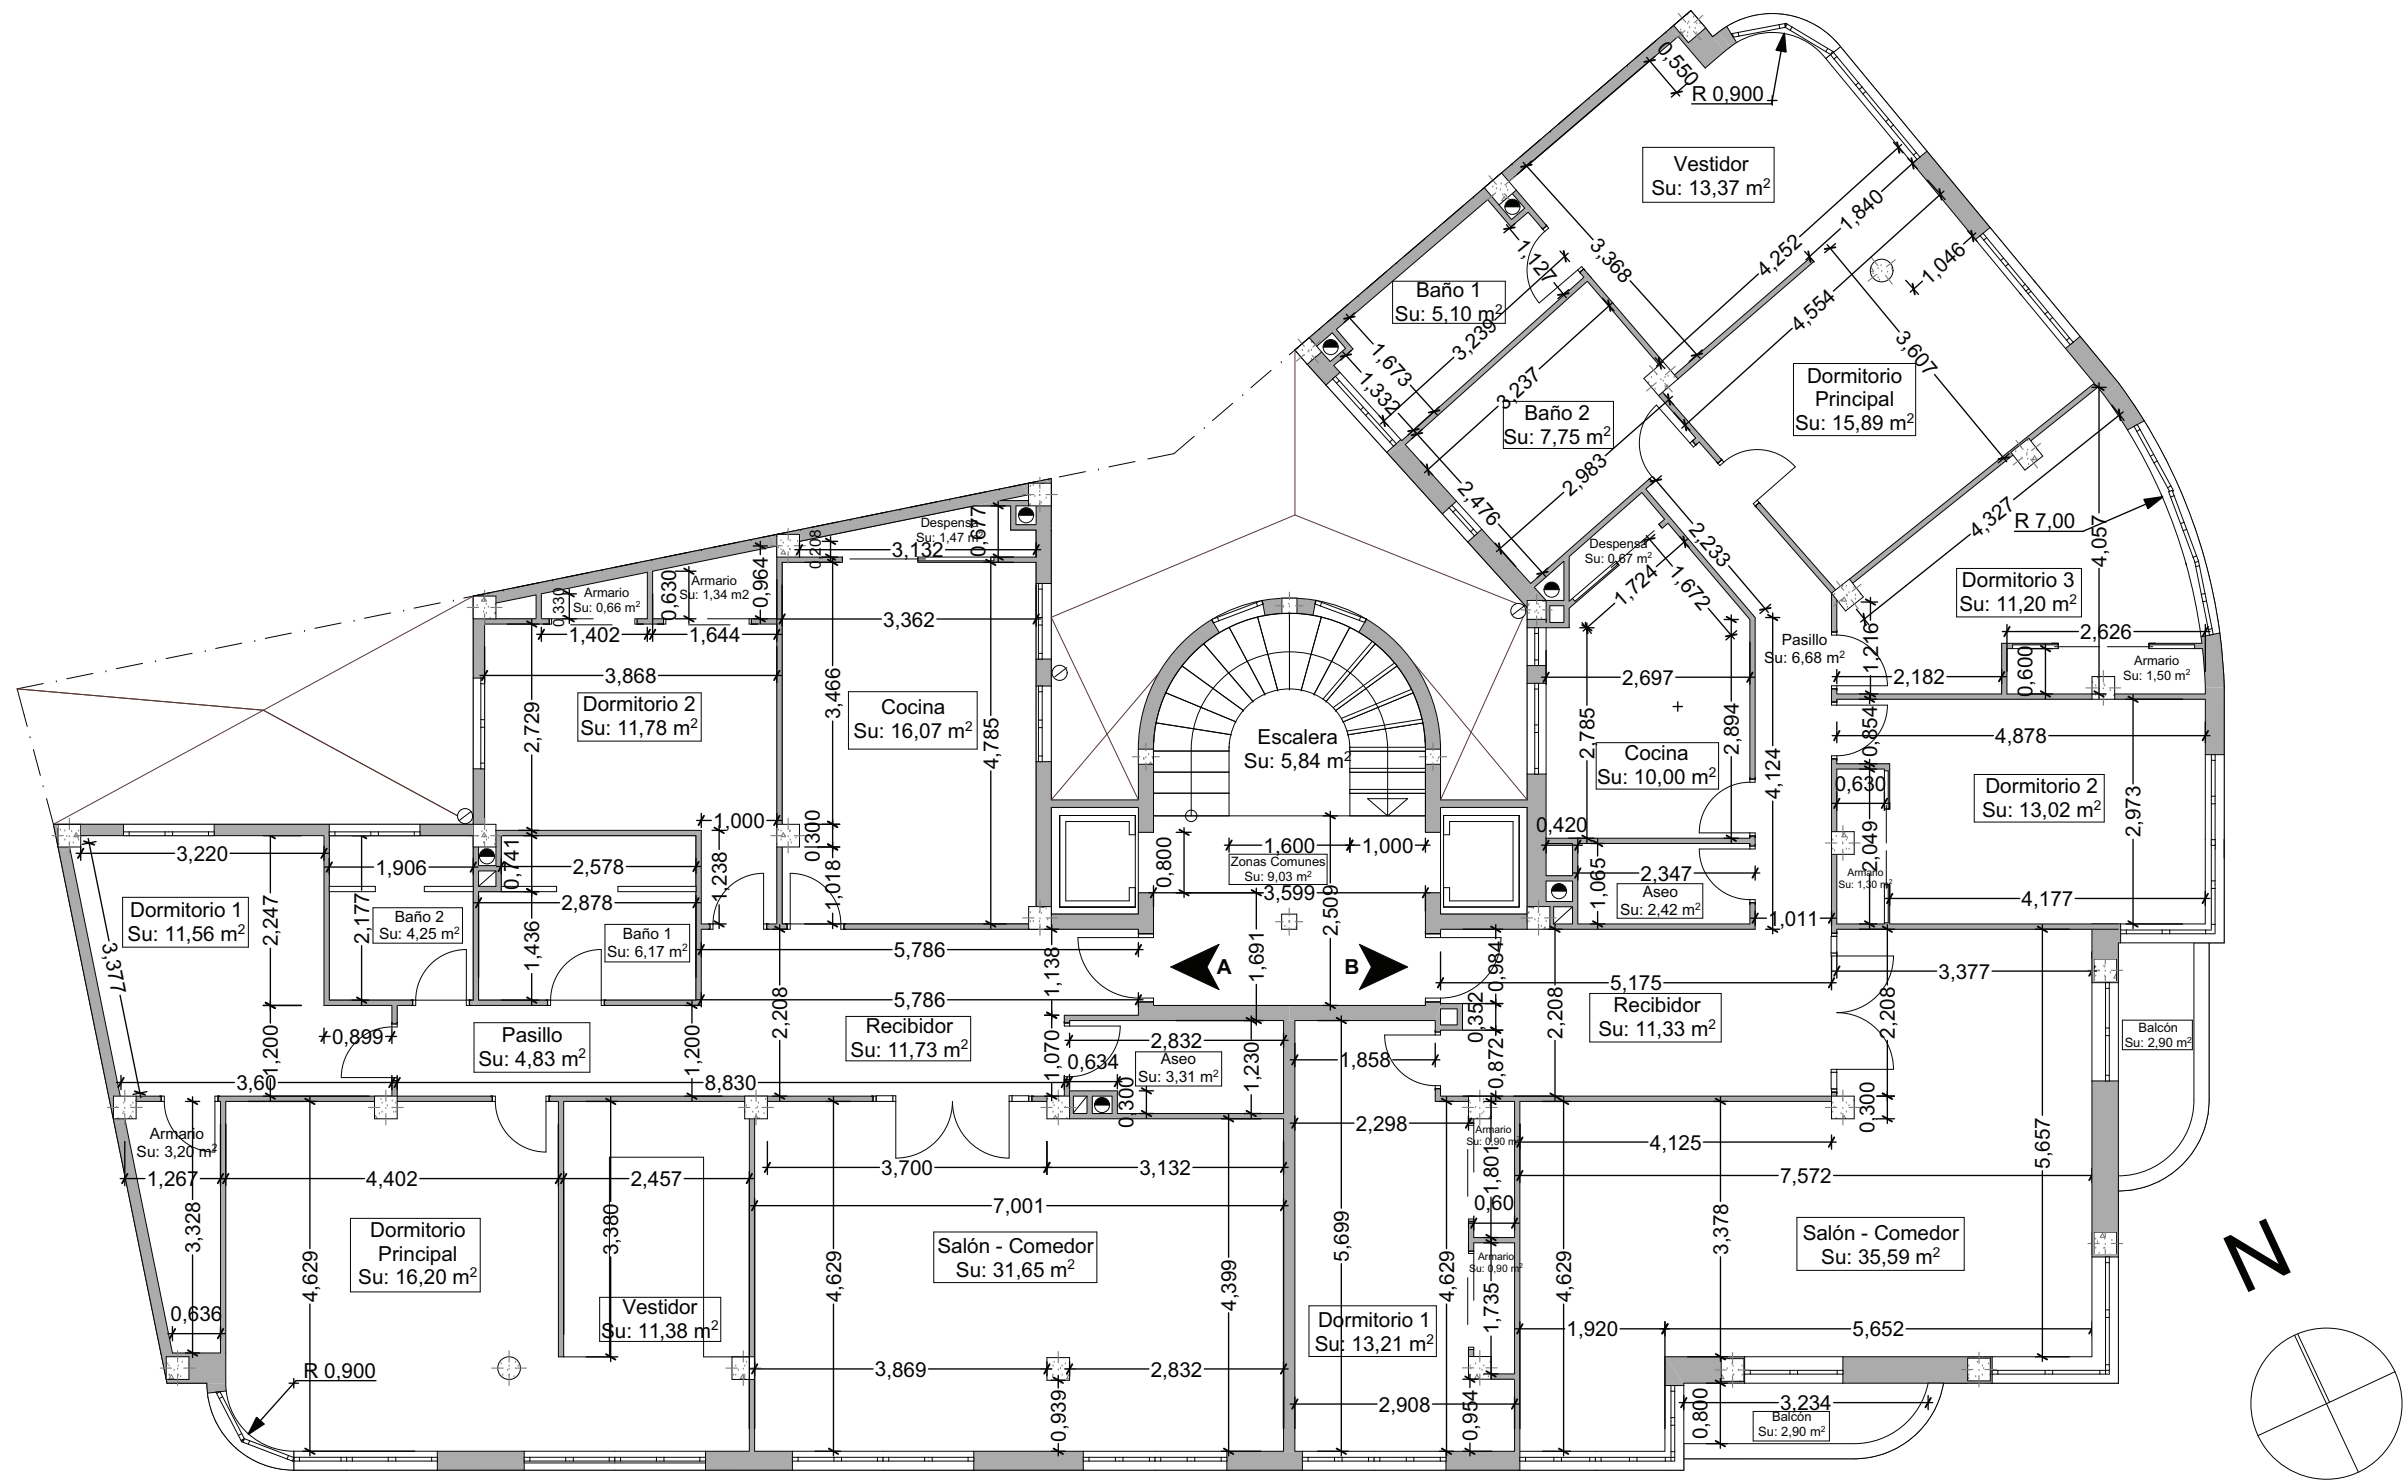 0,550
R 0,900
Vestidor
Su: 13,37 m²
1,840
4,252
3,368
1,127
1,046
4,554
Baño 1
Su: 5,10 m²
3,239
1,673
1,332
3,237
3,607
Dormitorio
Principal
Su: 15,89 m²
Baño 2
Su: 7,75 m²
2,983
2,476
4,327
R 7,00
4,057
2,233
Despensa
Su: 0,67 m²
1,724
1,672
Dormitorio 3
Su: 11,20 m²
Despensa
Su: 1,47 m
0,677
0,208
3,132
0,964
0,630
0,330
Armario
Su: 0,66 m²
Armario
Su: 1,34 m2
1,402
1,644
3,362
Pasillo
Su: 6,68 m²
1,216
2,626
Armario
Su: 1,50 m²
0,600
2,182
3,868
Dormitorio 2
Su: 11,78 m²
2,729
3,466
Cocina
Su: 16,07 m²
4,785
Escalera
Su: 5,84 m²
2,697
2,785
2,894
Cocina
Su: 10,00 m²
4,124
0,854
4,878
0,630
Dormitorio 2
Su: 13,02 m²
2,973
1,000
0,300
0,420
2,049
3,220
1,906
0,741
2,578
1,238
1,018
0,800
1,600
1,000
Zonas Comunes
Su: 9,03 m²
3,599
2,509
1,065
2,347
Aseo
Su: 2,42 m²
Armario
Su: 1,30 m²
4,177
1,011
Dormitorio 1
Su: 11,56 m²
2,247
2,177
Baño 2
Su: 4,25 m²
2,878
1,436
Baño 1
Su: 6,17 m²
3,377
5,786
1,138
A
1,691
B
0,984
5,175
3,377
5,786
2,208
0,352
2,208
Recibidor
Su: 11,33 m²
2,208
Balcón
Su: 2,90 m²
0,899
1,200
Pasillo
Su: 4,83 m²
1,200
Recibidor
Su: 11,73 m²
1,070
2,832
0,634
Aseo
Su: 3,31 m²
1,230
1,858
0,872
3,60
8,830
0,300
0,300
Armario
Su: 3,20 m²
2,298
Armario
Su: 0,90 m²
1,801
4,125
5,657
1,267
4,402
2,457
3,700
3,132
7,572
3,328
7,001
0,60
Dormitorio
Principal
Su: 16,20 m²
3,380
Salón - Comedor
Su: 31,65 m²
5,699
Armario
Su: 0,90 m²
3,378
Salón - Comedor
Su: 35,59 m²
4,629
4,629
4,399
4,629
4,629
N
0,636
Vestidor
Su: 11,38 m²
Dormitorio 1
Su: 13,21 m²
1,735
1,920
5,652
R 0,900
3,869
2,832
0,939
2,908
0,954
0,800
3,234
Balcón
Su: 2,90 m²